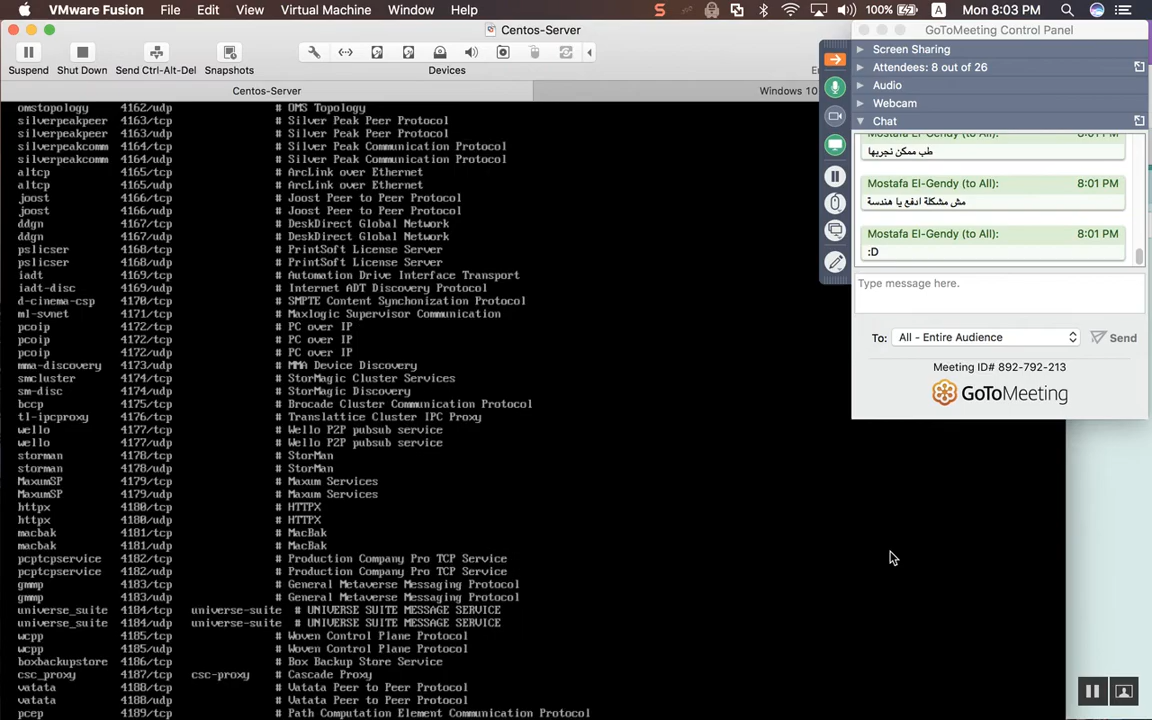 VMware Fusion File Edit View Virtual Machine Window Help 100% A Mon 8:03 PM
Centos-Server
Suspend Shut Down Send Ctrl-Alt-Del Snapshots Devices
Centos-Server Windows 10
omstopology 4162/udp # OMS Topology
silverpeakpeer 4163/tcp # Silver Peak Peer Protocol
silverpeakpeer 4163/udp # Silver Peak Peer Protocol
silverpeakcomm 4164/tcp # Silver Peak Communication Protocol
silverpeakcomm 4164/udp # Silver Peak Communication Protocol
altcp 4165/tcp # ArcLink over Ethernet
altcp 4165/udp # ArcLink over Ethernet
joost 4166/tcp # Joost Peer to Peer Protocol
joost 4166/udp # Joost Peer to Peer Protocol
ddgn 4167/tcp # DeskDirect Global Network
ddgn 4167/udp # DeskDirect Global Network
pslicser 4168/tcp # PrintSoft License Server
pslicser 4168/udp # PrintSoft License Server
iadt 4169/tcp # Automation Drive Interface Transport
iadt-disc 4169/udp # Internet ADT Discovery Protocol
d-cinema-csp 4170/tcp # SMPTE Content Synchonization Protocol
ml-svnet 4171/tcp # Maxlogic Supervisor Communication
pcoip 4172/tcp # PC over IP
pcoip 4172/udp # PC over IP
pcoip 4172/udp # PC over IP
mma-discovery 4173/udp # MMA Device Discovery
smcluster 4174/tcp # StorMagic Cluster Services
sm-disc 4174/udp # StorMagic Discovery
bccp 4175/tcp # Brocade Cluster Communication Protocol
tl-ipcproxy 4176/tcp # Translattice Cluster IPC Proxy
wello 4177/tcp # Wello P2P pubsub service
wello 4177/udp # Wello P2P pubsub service
storman 4178/tcp # StorMan
storman 4178/udp # StorMan
MaxumSP 4179/tcp # Maxum Services
MaxumSP 4179/udp # Maxum Services
httpx 4180/tcp # HTTPX
httpx 4180/udp # HTTPX
macbak 4181/tcp # MacBak
macbak 4181/udp # MacBak
pcptcpservice 4182/tcp # Production Company Pro TCP Service
pcptcpservice 4182/udp # Production Company Pro TCP Service
gmmp 4183/tcp # General Metaverse Messaging Protocol
gmmp 4183/udp # General Metaverse Messaging Protocol
universe_suite 4184/tcp universe-suite # UNIVERSE SUITE MESSAGE SERVICE
universe_suite 4184/udp universe-suite # UNIVERSE SUITE MESSAGE SERVICE
wcpp 4185/tcp # Woven Control Plane Protocol
wcpp 4185/udp # Woven Control Plane Protocol
boxbackupstore 4186/tcp # Box Backup Store Service
csc_proxy 4187/tcp csc-proxy # Cascade Proxy
vatata 4188/tcp # Vatata Peer to Peer Protocol
vatata 4188/udp # Vatata Peer to Peer Protocol
pcep 4189/tcp # Path Computation Element Communication Protocol
GoToMeeting Control Panel
Screen Sharing
Attendees: 8 out of 26
Audio
Webcam
Chat
Mostafa El-Gendy (to All): 8:01 PM
طب ممكن نجربها
Mostafa El-Gendy (to All): 8:01 PM
مش مشكلة ادفع يا هندسة
Mostafa El-Gendy (to All): 8:01 PM
:D
Type message here.
To: All - Entire Audience Send
Meeting ID# 892-792-213
GoToMeeting